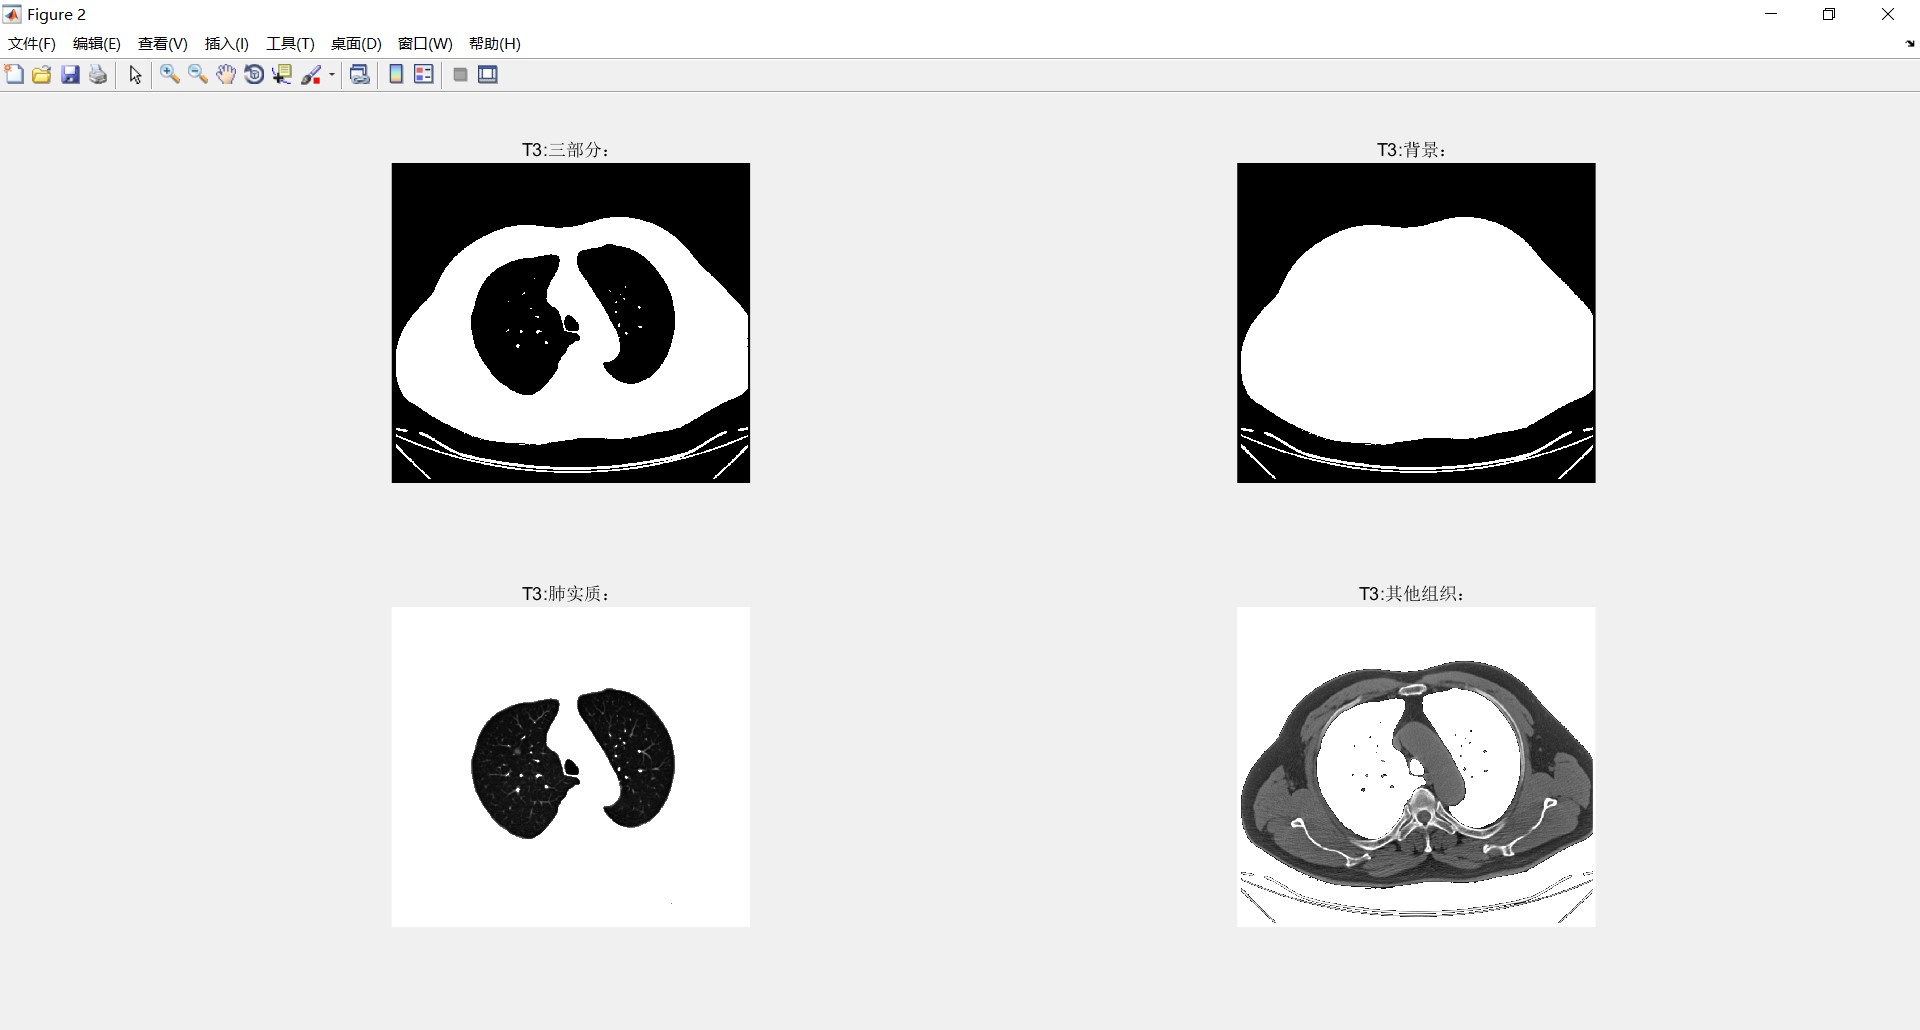 Figure 2
文件(F) 编辑(E) 查看(V) 插入(I) 工具(T) 桌面(D) 窗口(W) 帮助(H)
T3:三部分：
T3:背景：
T3:肺实质：
T3:其他组织：